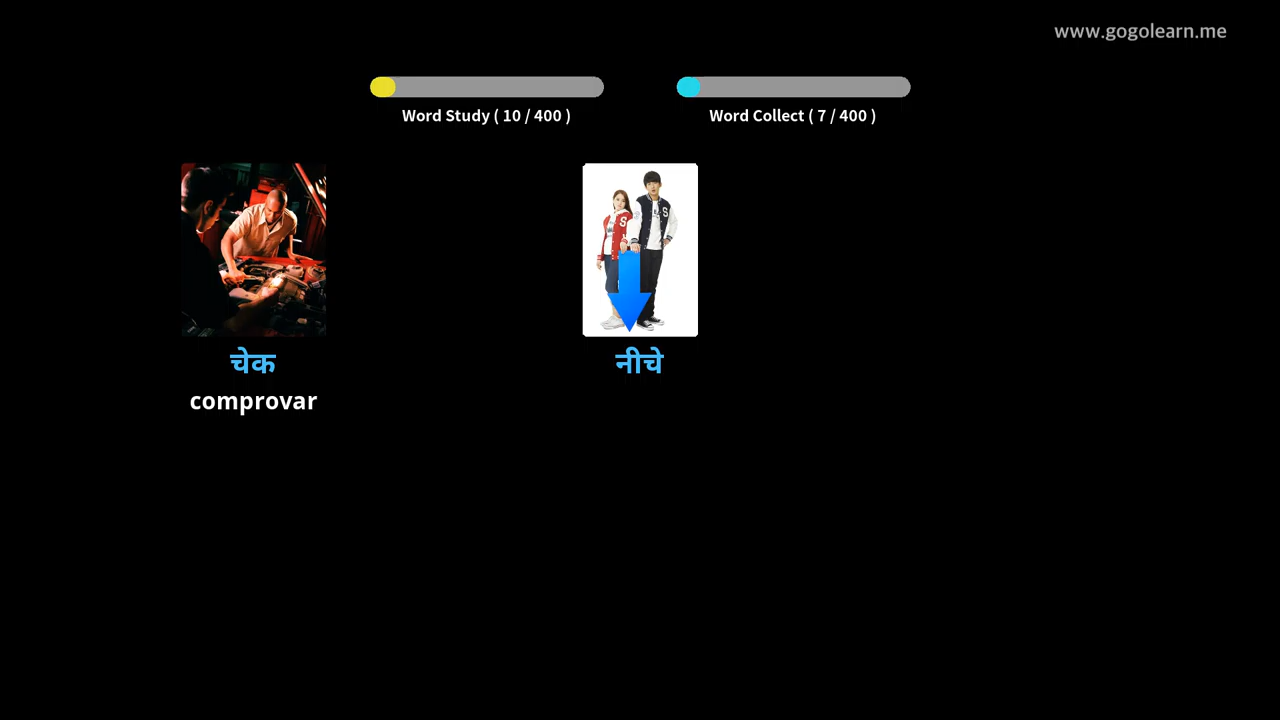 www.gogolearn.me
Word Study ( 10 / 400 )
Word Collect ( 7 / 400 )
S
S
चेक
नीचे
comprovar